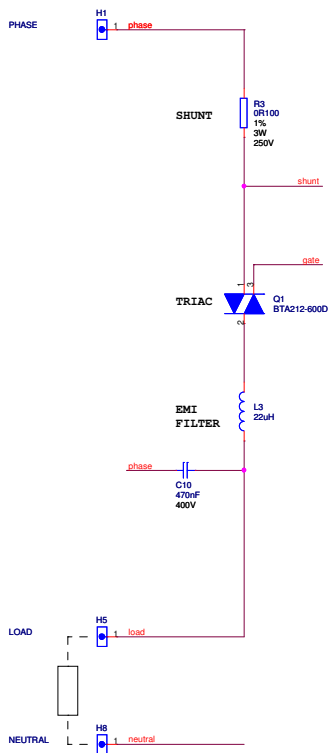 PHASE
H1
1
phase
SHUNT
R3
0R100
1%
3W
250V
shunt
gate
1
3
TRIAC
Q1
BTA212-600D
2
EMI
FILTER
L3
22uH
phase
C10
470nF
400V
LOAD
H5
1
load
NEUTRAL
H8
1
neutral